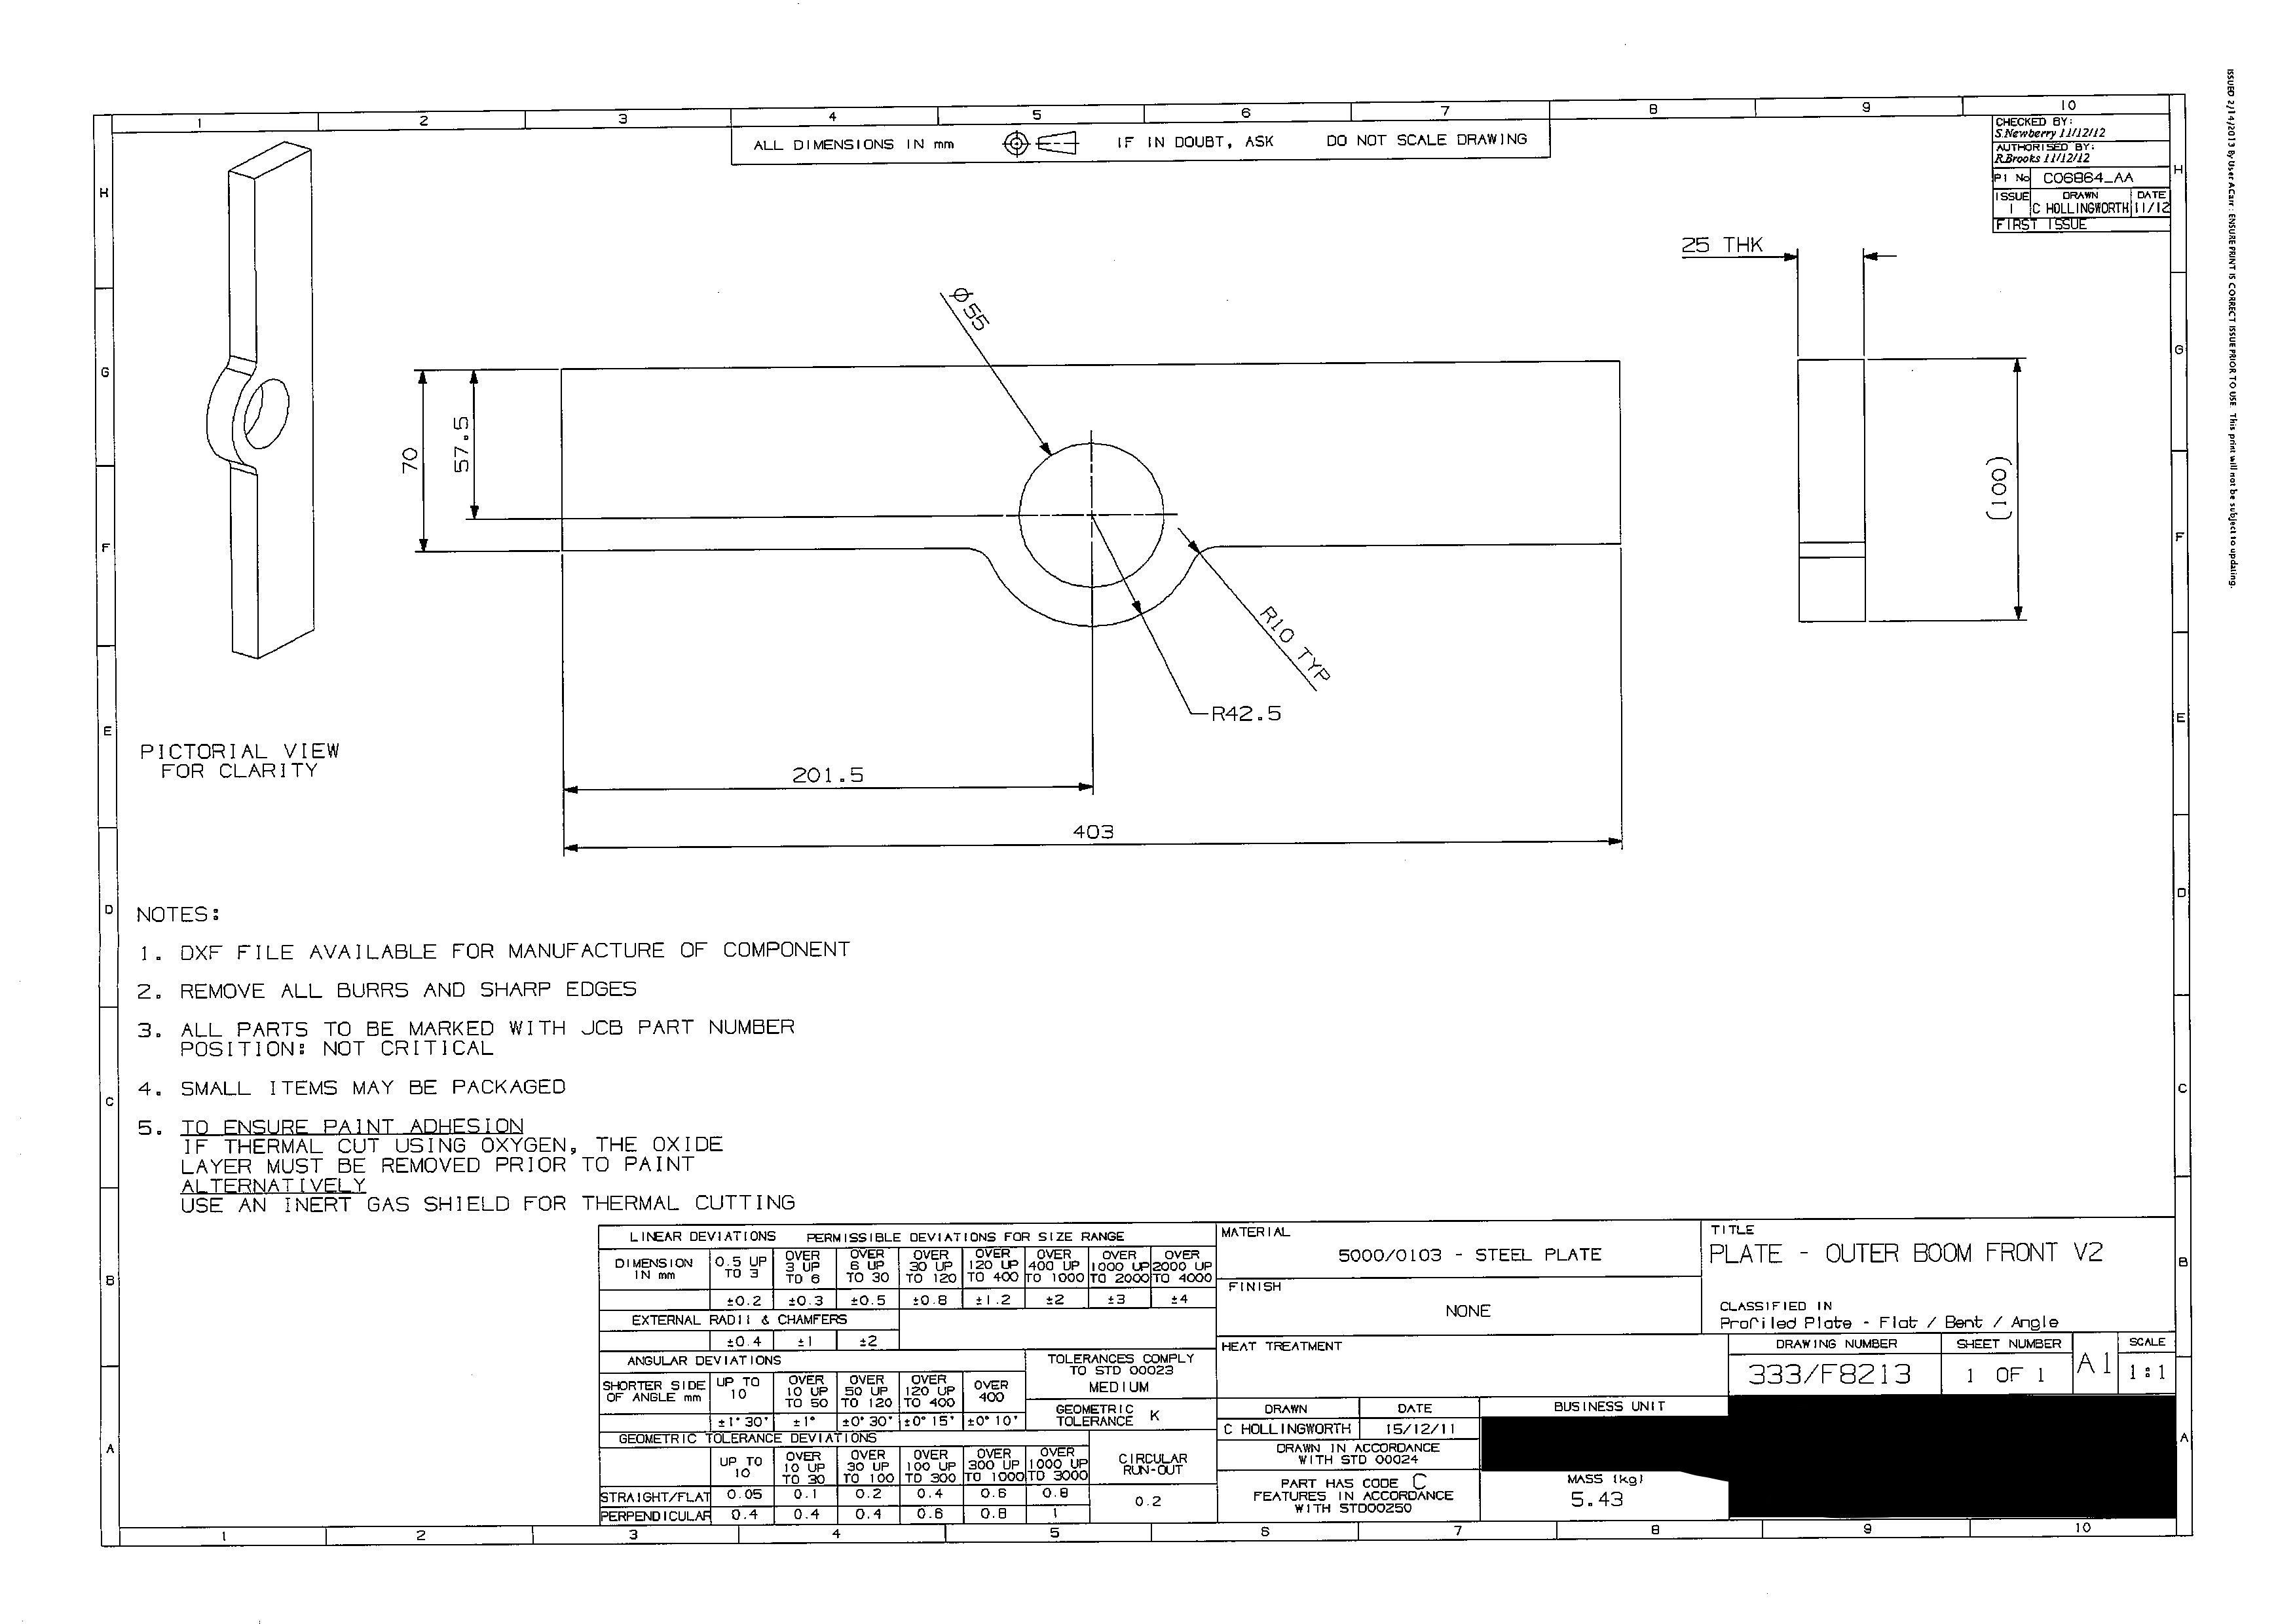 ISSUED 2/14/2013 By User ACarr : ENSURE PRINT IS CORRECT ISSUE PRIOR TO USE. This print will not be subject to updating.
1 2 3 4 5 6 7 8 9 10
ALL DIMENSIONS IN mm IF IN DOUBT, ASK DO NOT SCALE DRAWING
CHECKED BY:
S.Newberry 11/12/12
AUTHORISED BY:
R.Brooks 11/12/12
PI No C06864_AA
ISSUE DRAWN DATE
1 C HOLLINGWORTH 11/12
FIRST ISSUE
H H
G G
F F
E E
D D
C C
B B
A A
25 THK
Ø55
70
57.5
(100)
R10 TYP
R42.5
201.5
403
PICTORIAL VIEW
FOR CLARITY
NOTES:
1. DXF FILE AVAILABLE FOR MANUFACTURE OF COMPONENT
2. REMOVE ALL BURRS AND SHARP EDGES
3. ALL PARTS TO BE MARKED WITH JCB PART NUMBER
POSITION: NOT CRITICAL
4. SMALL ITEMS MAY BE PACKAGED
5. TO ENSURE PAINT ADHESION
IF THERMAL CUT USING OXYGEN, THE OXIDE
LAYER MUST BE REMOVED PRIOR TO PAINT
ALTERNATIVELY
USE AN INERT GAS SHIELD FOR THERMAL CUTTING
LINEAR DEVIATIONS PERMISSIBLE DEVIATIONS FOR SIZE RANGE
DIMENSION IN mm 0.5 UP TO 3 OVER 3 UP TO 6 OVER 6 UP TO 30 OVER 30 UP TO 120 OVER 120 UP TO 400 OVER 400 UP TO 1000 OVER 1000 UP TO 2000 OVER 2000 UP TO 4000
±0.2 ±0.3 ±0.5 ±0.8 ±1.2 ±2 ±3 ±4
EXTERNAL RADII & CHAMFERS
±0.4 ±1 ±2
ANGULAR DEVIATIONS
SHORTER SIDE OF ANGLE mm UP TO 10 OVER 10 UP TO 50 OVER 50 UP TO 120 OVER 120 UP TO 400 OVER 400
±1°30' ±1° ±0°30' ±0°15' ±0°10'
TOLERANCES COMPLY
TO STD 00023
MEDIUM
GEOMETRIC
TOLERANCE K
GEOMETRIC TOLERANCE DEVIATIONS
UP TO 10 OVER 10 UP TO 30 OVER 30 UP TO 100 OVER 100 UP TO 300 OVER 300 UP TO 1000 OVER 1000 UP TO 3000
CIRCULAR
RUN-OUT
STRAIGHT/FLAT 0.05 0.1 0.2 0.4 0.6 0.8
0.2
PERPENDICULAR 0.4 0.4 0.4 0.6 0.8 1
MATERIAL
5000/0103 - STEEL PLATE
FINISH
NONE
HEAT TREATMENT
DRAWN DATE
C HOLLINGWORTH 15/12/11
DRAWN IN ACCORDANCE
WITH STD 00024
PART HAS CODE C
FEATURES IN ACCORDANCE
WITH STD00250
BUSINESS UNIT
MASS (kg)
5.43
TITLE
PLATE - OUTER BOOM FRONT V2
CLASSIFIED IN
Profiled Plate - Flat / Bent / Angle
DRAWING NUMBER SHEET NUMBER SCALE
333/F8213 1 OF 1 A1 1:1
1 2 3 4 5 6 7 8 9 10